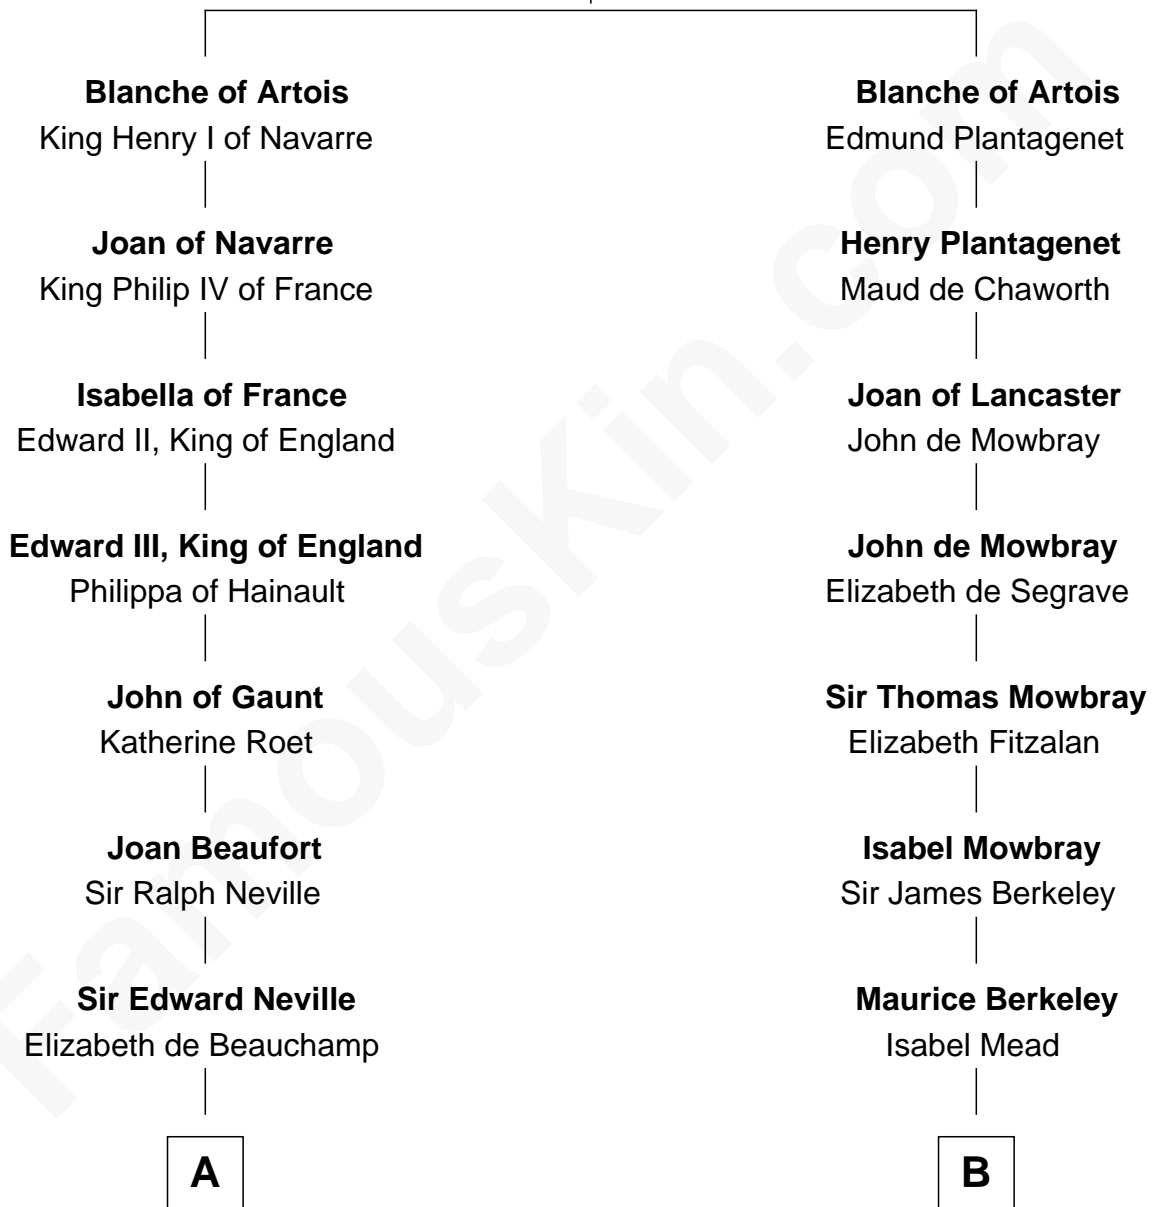 Blanche of Artois
King Henry I of Navarre
Joan of Navarre
King Philip IV of France
Isabella of France
Edward II, King of England
Edward III, King of England
Philippa of Hainault
John of Gaunt
Katherine Roet
Joan Beaufort
Sir Ralph Neville
Sir Edward Neville
Elizabeth de Beauchamp
A
Blanche of Artois
Edmund Plantagenet
Henry Plantagenet
Maud de Chaworth
Joan of Lancaster
John de Mowbray
John de Mowbray
Elizabeth de Segrave
Sir Thomas Mowbray
Elizabeth Fitzalan
Isabel Mowbray
Sir James Berkeley
Maurice Berkeley
Isabel Mead
B
FamousKin.com